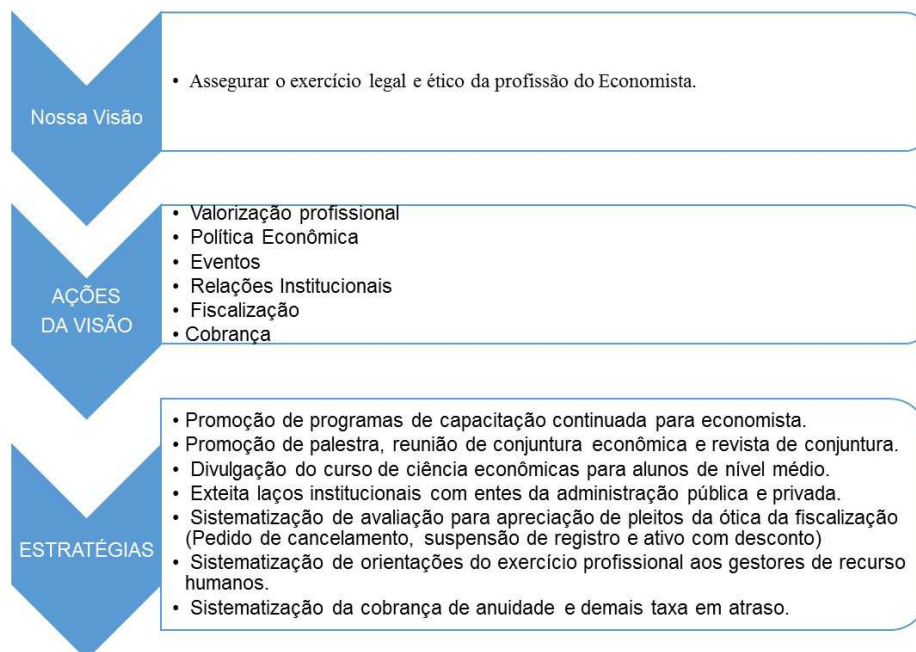 Nossa Visão
• Assegurar o exercício legal e ético da profissão do Economista.
AÇÕES
DA VISÃO
• Valorização profissional
• Política Econômica
• Eventos
• Relações Institucionais
• Fiscalização
• Cobrança
ESTRATÉGIAS
• Promoção de programas de capacitação continuada para economista.
• Promoção de palestra, reunião de conjuntura econômica e revista de conjuntura.
• Divulgação do curso de ciência econômicas para alunos de nível médio.
• Exteita laços institucionais com entes da administração pública e privada.
• Sistematização de avaliação para apreciação de pleitos da ótica da fiscalização
(Pedido de cancelamento, suspensão de registro e ativo com desconto)
• Sistematização de orientações do exercício profissional aos gestores de recurso
humanos.
• Sistematização da cobrança de anuidade e demais taxa em atraso.